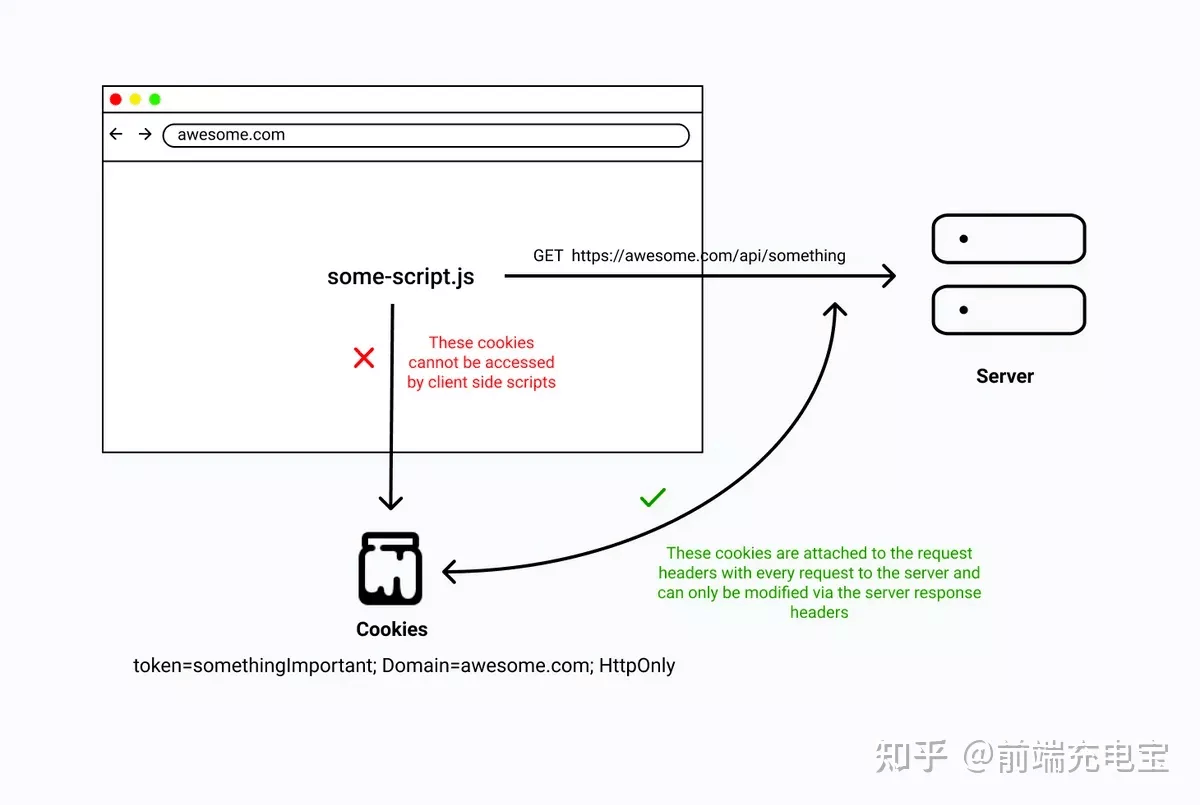 awesome.com
GET https://awesome.com/api/something
some-script.js
These cookies
cannot be accessed
by client side scripts
Server
These cookies are attached to the request
headers with every request to the server and
can only be modified via the server response
headers
Cookies
token=somethingImportant; Domain=awesome.com; HttpOnly
知乎 @前端充电宝